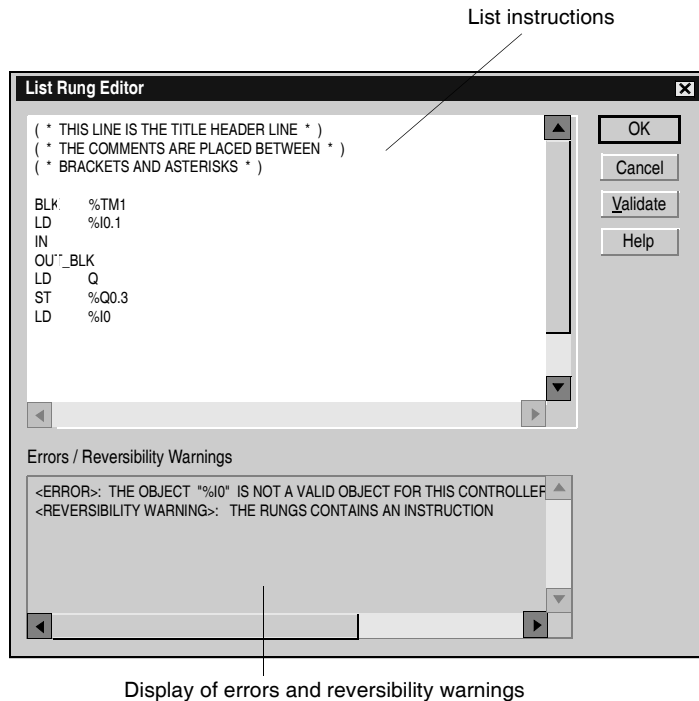 List instructions
List Rung Editor
( * THIS LINE IS THE TITLE HEADER LINE * )
( * THE COMMENTS ARE PLACED BETWEEN * )
( * BRACKETS AND ASTERISKS * )
BLK %TM1
LD %I0.1
IN
OUT_BLK
LD Q
ST %Q0.3
LD %I0
OK
Cancel
Validate
Help
Errors / Reversibility Warnings
<ERROR>: THE OBJECT "%I0" IS NOT A VALID OBJECT FOR THIS CONTROLLER
<REVERSIBILITY WARNING>: THE RUNGS CONTAINS AN INSTRUCTION
Display of errors and reversibility warnings